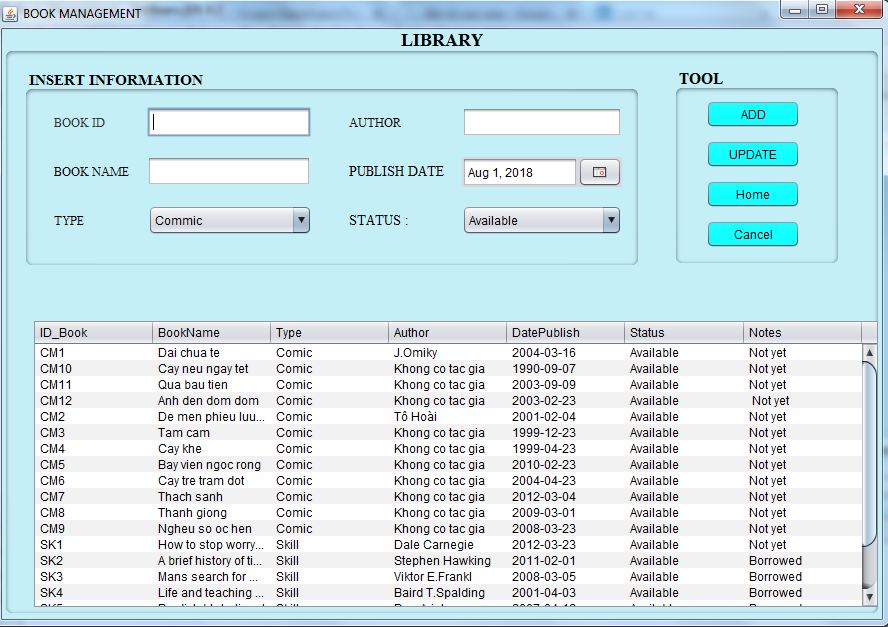 BOOK MANAGEMENT
LIBRARY
INSERT INFORMATION
TOOL
BOOK ID
AUTHOR
ADD
BOOK NAME
PUBLISH DATE
Aug 1, 2018
UPDATE
Home
TYPE
Commic
STATUS :
Available
Cancel
ID_Book BookName Type Author DatePublish Status Notes
CM1 Dai chua te Comic J.Omiky 2004-03-16 Available Not yet
CM10 Cay neu ngay tet Comic Khong co tac gia 1990-09-07 Available Not yet
CM11 Qua bau tien Comic Khong co tac gia 2003-09-09 Available Not yet
CM12 Anh den dom dom Comic Khong co tac gia 2003-02-23 Available Not yet
CM2 De men phieu luu... Comic Tô Hoài 2001-02-04 Available Not yet
CM3 Tam cam Comic Khong co tac gia 1999-12-23 Available Not yet
CM4 Cay khe Comic Khong co tac gia 1999-04-23 Available Not yet
CM5 Bay vien ngoc rong Comic Khong co tac gia 2010-02-23 Available Not yet
CM6 Cay tre tram dot Comic Khong co tac gia 2004-04-23 Available Not yet
CM7 Thach sanh Comic Khong co tac gia 2012-03-04 Available Not yet
CM8 Thanh giong Comic Khong co tac gia 2009-03-01 Available Not yet
CM9 Ngheu so oc hen Comic Khong co tac gia 2008-03-23 Available Not yet
SK1 How to stop worry... Skill Dale Carnegie 2012-03-23 Available Not yet
SK2 A brief history of ti... Skill Stephen Hawking 2011-02-01 Available Borrowed
SK3 Mans search for ... Skill Viktor E.Frankl 2008-03-05 Available Borrowed
SK4 Life and teaching ... Skill Baird T.Spalding 2001-04-03 Available Borrowed